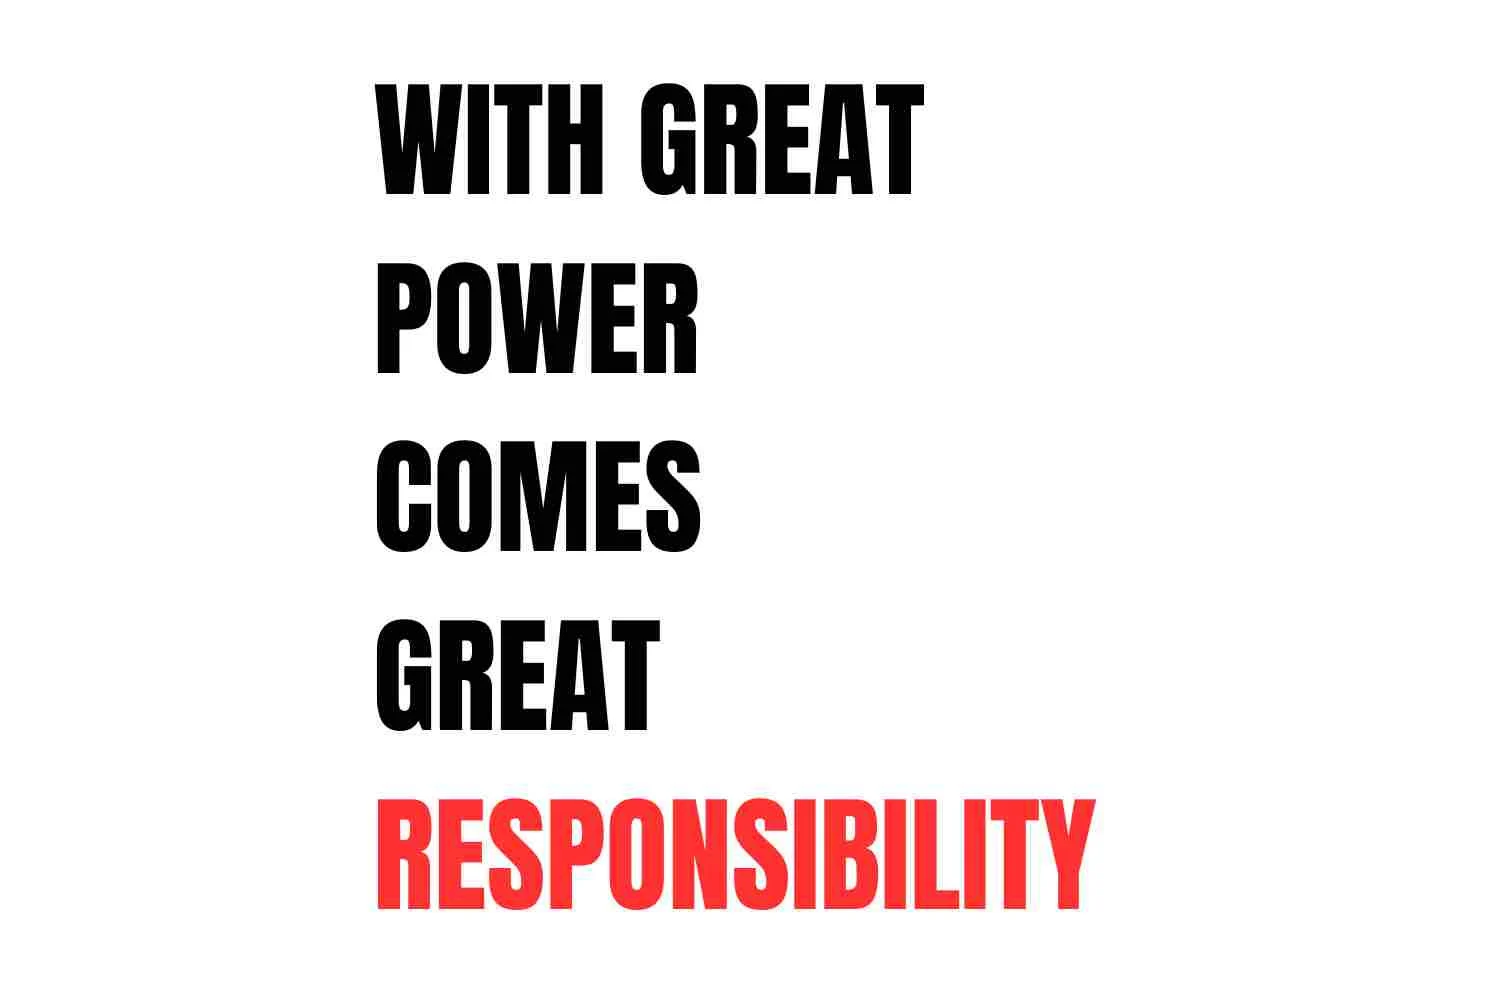 WITH GREAT
POWER
COMES
GREAT
RESPONSIBILITY